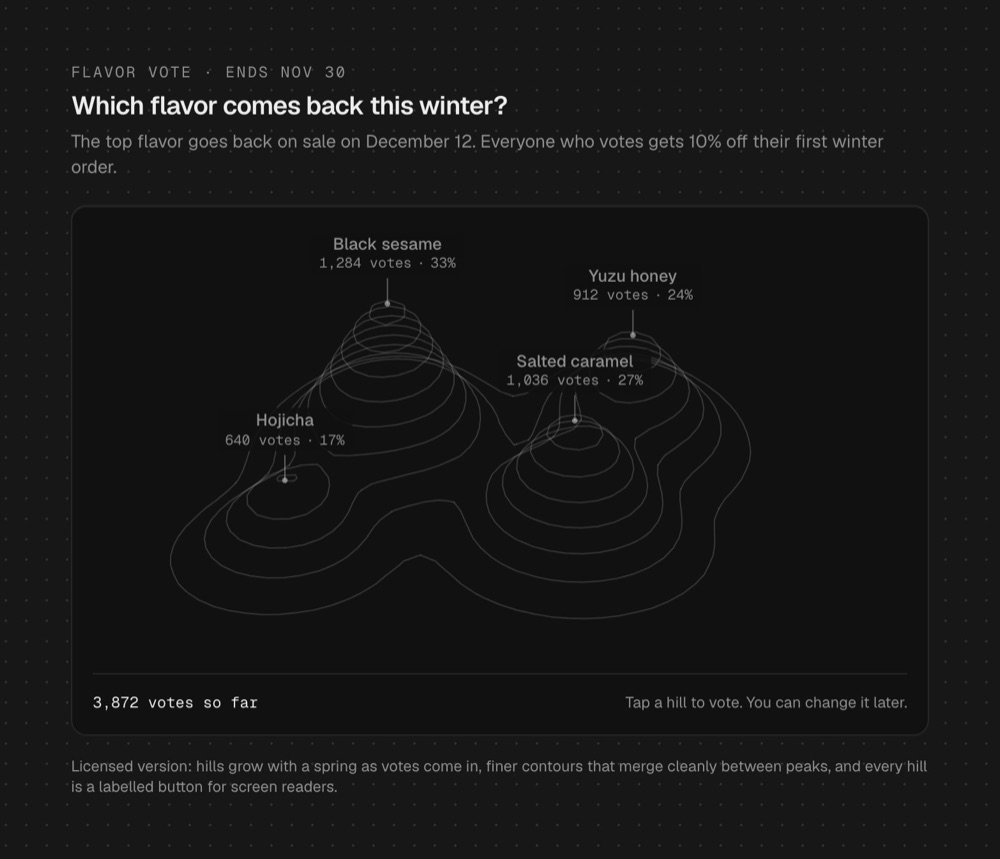 FLAVOR VOTE · ENDS NOV 30
Which flavor comes back this winter?
The top flavor goes back on sale on December 12. Everyone who votes gets 10% off their first winter
order.
Black sesame
1,284 votes · 33%
Yuzu honey
912 votes · 24%
Salted caramel
1,036 votes · 27%
Hojicha
640 votes · 17%
3,872 votes so far
Tap a hill to vote. You can change it later.
Licensed version: hills grow with a spring as votes come in, finer contours that merge cleanly between peaks, and every hill
is a labelled button for screen readers.